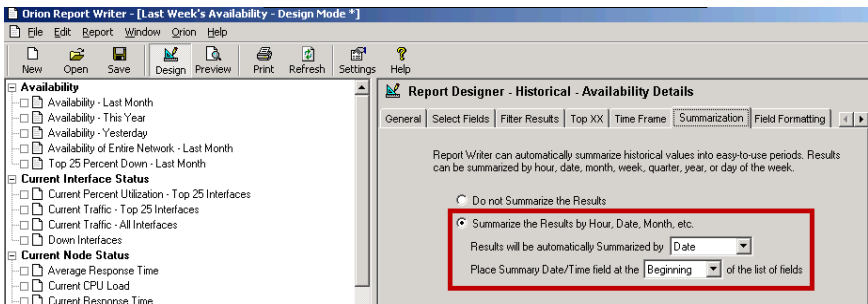 Orion Report Writer - [Last Week's Availability - Design Mode *]
File Edit Report Window Orion Help
New Open Save Design Preview Print Refresh Settings Help
Availability
Availability - Last Month
Availability - This Year
Availability - Yesterday
Availability of Entire Network - Last Month
Top 25 Percent Down - Last Month
Current Interface Status
Current Percent Utilization - Top 25 Interfaces
Current Traffic - Top 25 Interfaces
Current Traffic - All Interfaces
Down Interfaces
Current Node Status
Average Response Time
Current CPU Load
Current Response Time
Report Designer - Historical - Availability Details
General Select Fields Filter Results Top XX Time Frame Summarization Field Formatting
Report Writer can automatically summarize historical values into easy-to-use periods. Results
can be summarized by hour, date, month, week, quarter, year, or day of the week.
Do not Summarize the Results
Summarize the Results by Hour, Date, Month, etc.
Results will be automatically Summarized by Date
Place Summary Date/Time field at the Beginning of the list of fields